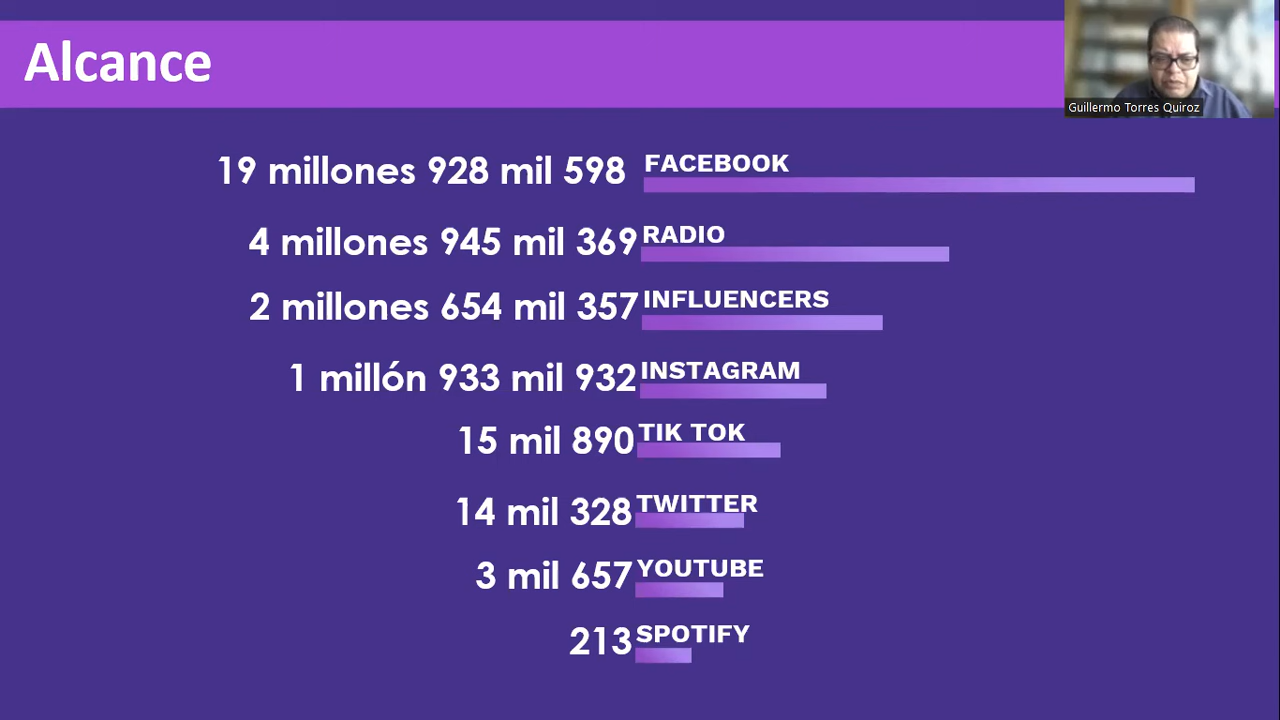 Alcance
Guillermo Torres Quiroz
19 millones 928 mil 598 FACEBOOK
4 millones 945 mil 369 RADIO
2 millones 654 mil 357 INFLUENCERS
1 millón 933 mil 932 INSTAGRAM
15 mil 890 TIK TOK
14 mil 328 TWITTER
3 mil 657 YOUTUBE
213 SPOTIFY